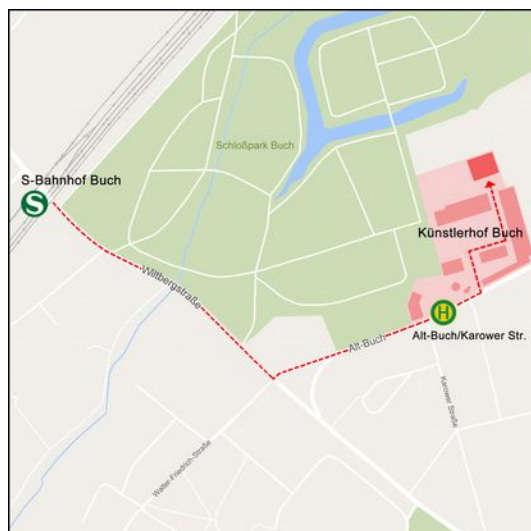 Schloßpark Buch
S-Bahnhof Buch
S
Künstlerhof Buch
Wiltbergstraße
H
Alt-Buch
Alt-Buch/Karower Str.
Karower Straße
Walter-Friedrich-Straße